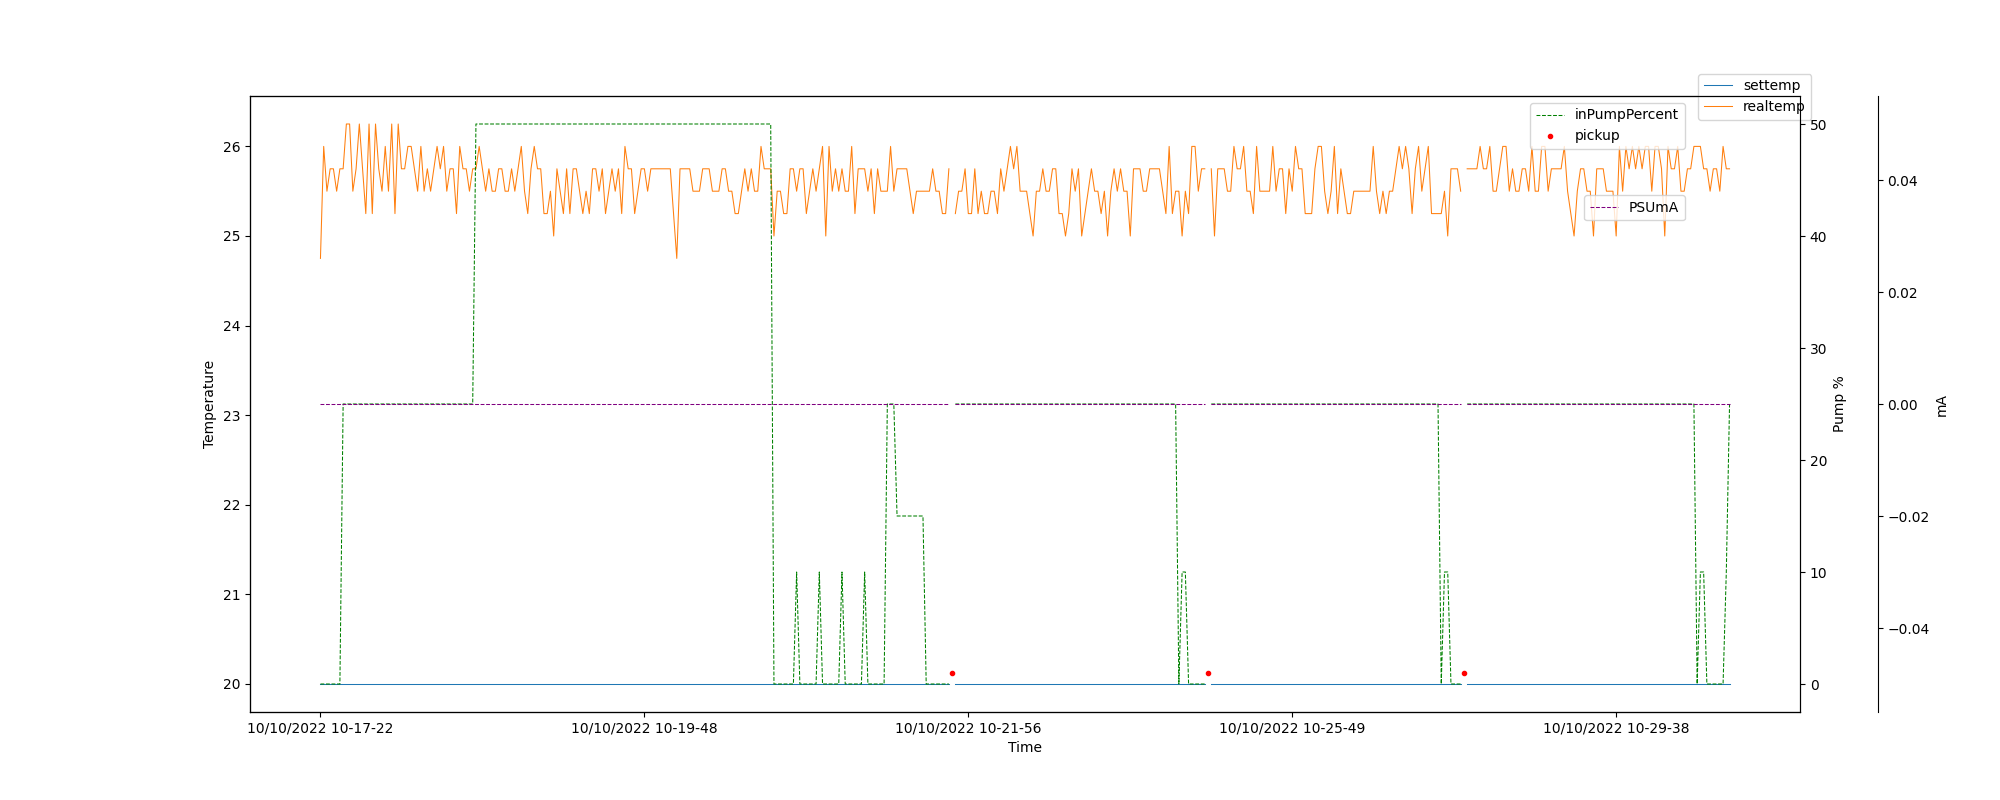 settemp
realtemp
inPumpPercent
pickup
PSUmA
26
25
24
23
22
21
20
Temperature
50
40
30
20
10
0
Pump %
0.04
0.02
0.00
−0.02
−0.04
mA
10/10/2022 10-17-22
10/10/2022 10-19-48
10/10/2022 10-21-56
10/10/2022 10-25-49
10/10/2022 10-29-38
Time